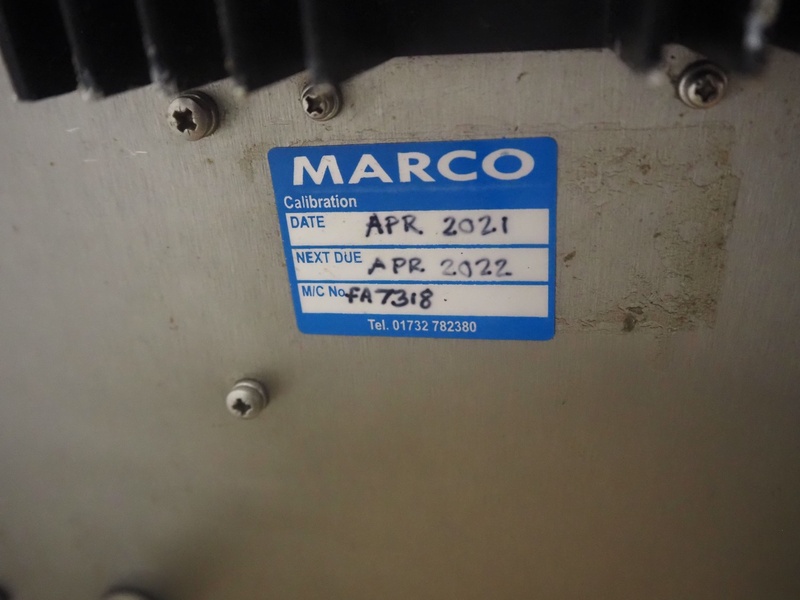 MARCO
Calibration
DATE APR 2021
NEXT DUE APR 2022
M/C No. FA7318
Tel. 01732 782380